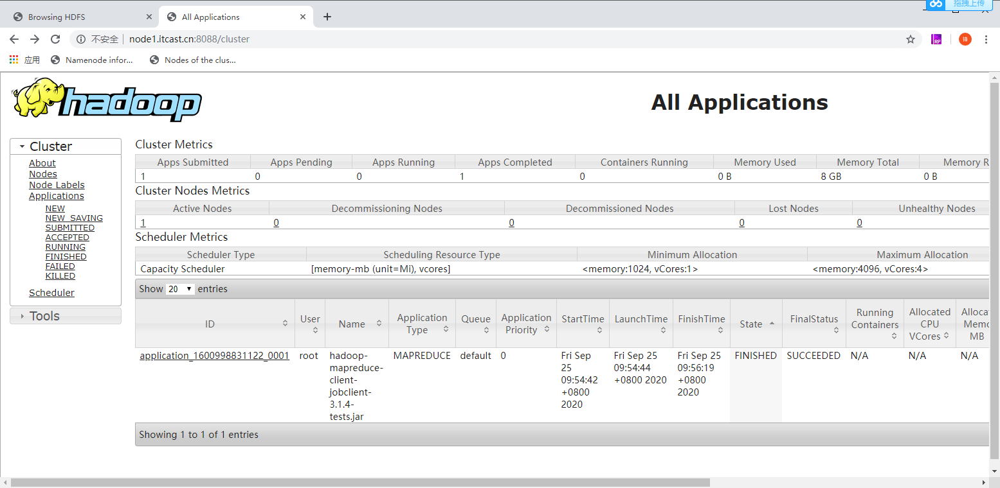 拖拽上传
Browsing HDFS
All Applications
不安全
node1.itcast.cn:8088/cluster
RP
锋
应用
Namenode infor...
Nodes of the clus...
hadoop
All Applications
Cluster
About
Nodes
Node Labels
Applications
NEW
NEW_SAVING
SUBMITTED
ACCEPTED
RUNNING
FINISHED
FAILED
KILLED
Scheduler
Tools
Cluster Metrics
Apps Submitted Apps Pending Apps Running Apps Completed Containers Running Memory Used Memory Total Memory R
1 0 0 1 0 0 B 8 GB 0 B
Cluster Nodes Metrics
Active Nodes Decommissioning Nodes Decommissioned Nodes Lost Nodes Unhealthy Nodes
1 0 0 0 0
Scheduler Metrics
Scheduler Type Scheduling Resource Type Minimum Allocation Maximum Allocation
Capacity Scheduler [memory-mb (unit=Mi), vcores] <memory:1024, vCores:1> <memory:4096, vCores:4>
Show 20 entries
ID
User
Name
Application
Type
Queue
Application
Priority
StartTime
LaunchTime
FinishTime
State
FinalStatus
Running
Containers
Allocated
CPU
VCores
Alloca
Memo
MB
application_1600998831122_0001
root
hadoop-
mapreduce-
client-
jobclient-
3.1.4-
tests.jar
MAPREDUCE
default
0
Fri Sep
25
09:54:42
+0800
2020
Fri Sep 25
09:54:44
+0800 2020
Fri Sep 25
09:56:19
+0800
2020
FINISHED
SUCCEEDED
N/A
N/A
N/A
Showing 1 to 1 of 1 entries